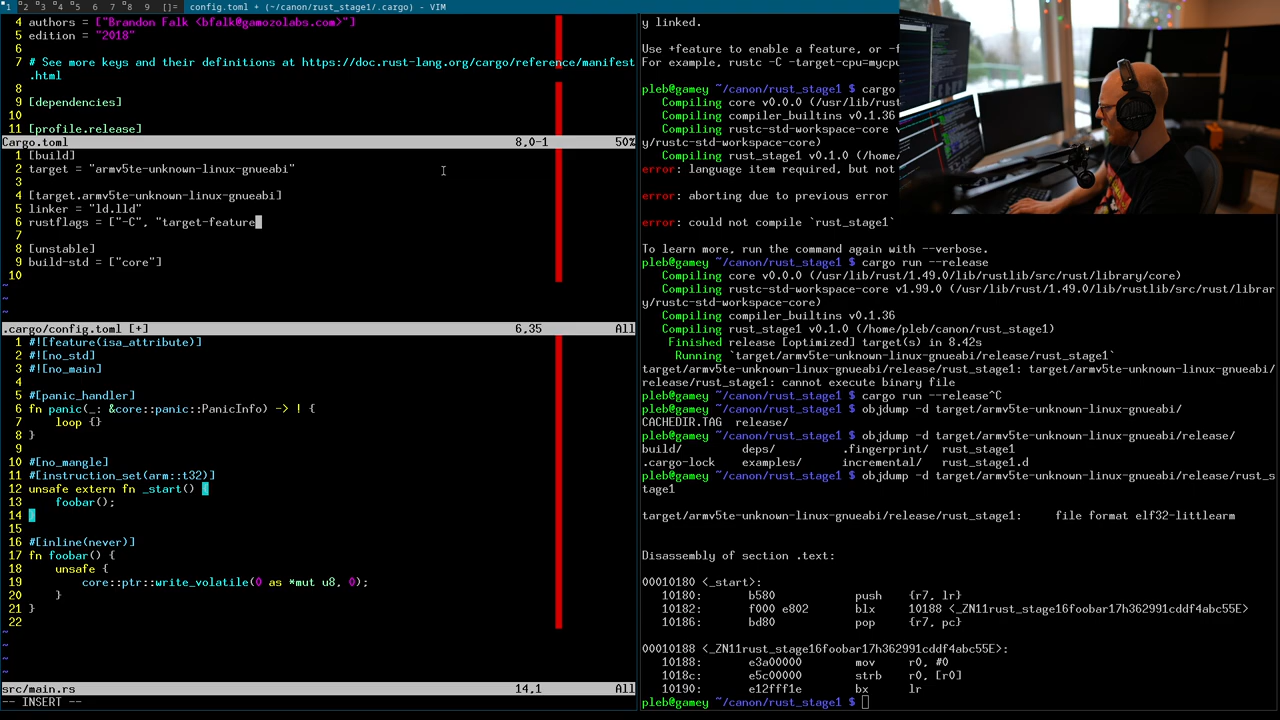 1 2 3 4 5 6 7 8 9 []= config.toml + (~/canon/rust_stage1/.cargo) - VIM
4 authors = ["Brandon Falk <bfalk@gamozolabs.com>"]
5 edition = "2018"
6
7 # See more keys and their definitions at https://doc.rust-lang.org/cargo/reference/manifest
.html
8
9 [dependencies]
10
11 [profile.release]
Cargo.toml 8,0-1 50%
1 [build]
2 target = "armv5te-unknown-linux-gnueabi"
3
4 [target.armv5te-unknown-linux-gnueabi]
5 linker = "ld.lld"
6 rustflags = ["-C", "target-feature
7
8 [unstable]
9 build-std = ["core"]
10
~
~
~
.cargo/config.toml [+] 6,35 All
1 #![feature(isa_attribute)]
2 #![no_std]
3 #![no_main]
4
5 #[panic_handler]
6 fn panic(_: &core::panic::PanicInfo) -> ! {
7 loop {}
8 }
9
10 #[no_mangle]
11 #[instruction_set(arm::t32)]
12 unsafe extern fn _start() {
13 foobar();
14 }
15
16 #[inline(never)]
17 fn foobar() {
18 unsafe {
19 core::ptr::write_volatile(0 as *mut u8, 0);
20 }
21 }
22
~
~
~
~
src/main.rs 14,1 All
-- INSERT --
y linked.
Use +feature to enable a feature, or -f
For example, rustc -C -target-cpu=mycpu
pleb@gamey ~/canon/rust_stage1 $ cargo
Compiling core v0.0.0 (/usr/lib/rust
Compiling compiler_builtins v0.1.36
Compiling rustc-std-workspace-core v
y/rustc-std-workspace-core)
Compiling rust_stage1 v0.1.0 (/home/
error: language item required, but not
error: aborting due to previous error
error: could not compile `rust_stage1`
To learn more, run the command again with --verbose.
pleb@gamey ~/canon/rust_stage1 $ cargo run --release
Compiling core v0.0.0 (/usr/lib/rust/1.49.0/lib/rustlib/src/rust/library/core)
Compiling rustc-std-workspace-core v1.99.0 (/usr/lib/rust/1.49.0/lib/rustlib/src/rust/librar
y/rustc-std-workspace-core)
Compiling compiler_builtins v0.1.36
Compiling rust_stage1 v0.1.0 (/home/pleb/canon/rust_stage1)
Finished release [optimized] target(s) in 8.42s
Running `target/armv5te-unknown-linux-gnueabi/release/rust_stage1`
target/armv5te-unknown-linux-gnueabi/release/rust_stage1: target/armv5te-unknown-linux-gnueabi/
release/rust_stage1: cannot execute binary file
pleb@gamey ~/canon/rust_stage1 $ cargo run --release^C
pleb@gamey ~/canon/rust_stage1 $ objdump -d target/armv5te-unknown-linux-gnueabi/
CACHEDIR.TAG release/
pleb@gamey ~/canon/rust_stage1 $ objdump -d target/armv5te-unknown-linux-gnueabi/release/
build/ deps/ .fingerprint/ rust_stage1
.cargo-lock examples/ incremental/ rust_stage1.d
pleb@gamey ~/canon/rust_stage1 $ objdump -d target/armv5te-unknown-linux-gnueabi/release/rust_s
tage1
target/armv5te-unknown-linux-gnueabi/release/rust_stage1: file format elf32-littlearm
Disassembly of section .text:
00010180 <_start>:
10180: b580 push {r7, lr}
10182: f000 e802 blx 10188 <_ZN11rust_stage16foobar17h362991cddf4abc55E>
10186: bd80 pop {r7, pc}
00010188 <_ZN11rust_stage16foobar17h362991cddf4abc55E>:
10188: e3a00000 mov r0, #0
1018c: e5c00000 strb r0, [r0]
10190: e12fff1e bx lr
pleb@gamey ~/canon/rust_stage1 $